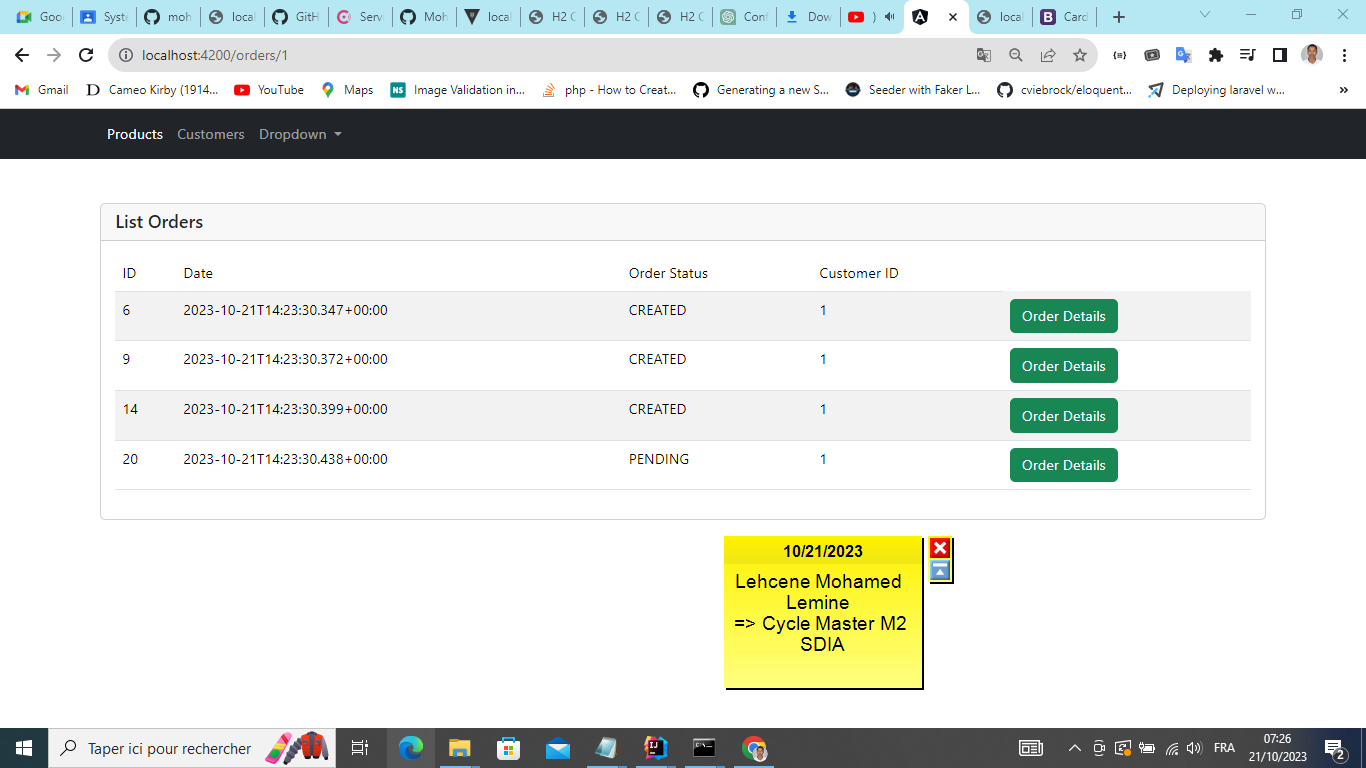 Goo
Syst
moh
local
GitH
Serv
Moh
local
H2 C
H2 C
H2 C
Conf
Dow
local
Card
localhost:4200/orders/1
Gmail
Cameo Kirby (1914...
YouTube
Maps
Image Validation in...
php - How to Creat...
Generating a new S...
Seeder with Faker L...
cviebrock/eloquent...
Deploying laravel w...
»
Products Customers Dropdown
List Orders
ID Date Order Status Customer ID
6 2023-10-21T14:23:30.347+00:00 CREATED 1 Order Details
9 2023-10-21T14:23:30.372+00:00 CREATED 1 Order Details
14 2023-10-21T14:23:30.399+00:00 CREATED 1 Order Details
20 2023-10-21T14:23:30.438+00:00 PENDING 1 Order Details
10/21/2023
Lehcene Mohamed
Lemine
=> Cycle Master M2
SDIA
Taper ici pour rechercher
FRA
07:26
21/10/2023
2